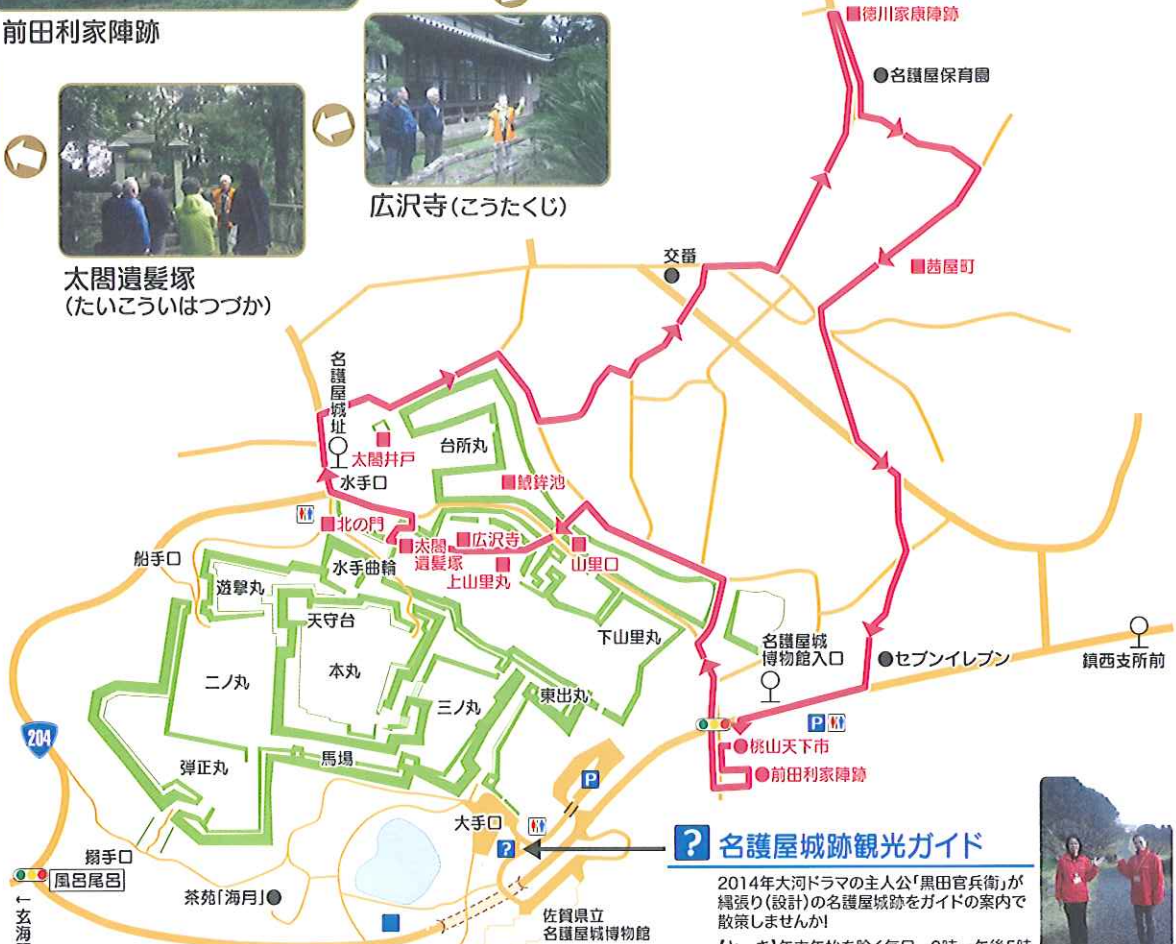 前田利家陣跡
広沢寺(こうたくじ)
太閤遺髪塚
(たいこういはつづか)
徳川家康陣跡
名護屋保育園
交番
茜屋町
名護屋城址
太閤井戸
台所丸
水手口
鯱鉾池
北の門
太閤
遺髪塚
広沢寺
上山里丸
山里口
船手口
水手曲輪
遊撃丸
天守台
下山里丸
名護屋城
博物館入口
セブンイレブン
鎮西支所前
二ノ丸
本丸
三ノ丸
東出丸
P
204
弾正丸
馬場
桃山天下市
前田利家陣跡
P
大手口
?
搦手口
風呂尾呂
茶苑「海月」
佐賀県立
名護屋城博物館
? 名護屋城跡観光ガイド
2014年大河ドラマの主人公「黒田官兵衛」が
縄張り(設計)の名護屋城跡をガイドの案内で
散策しませんか!
←玄海